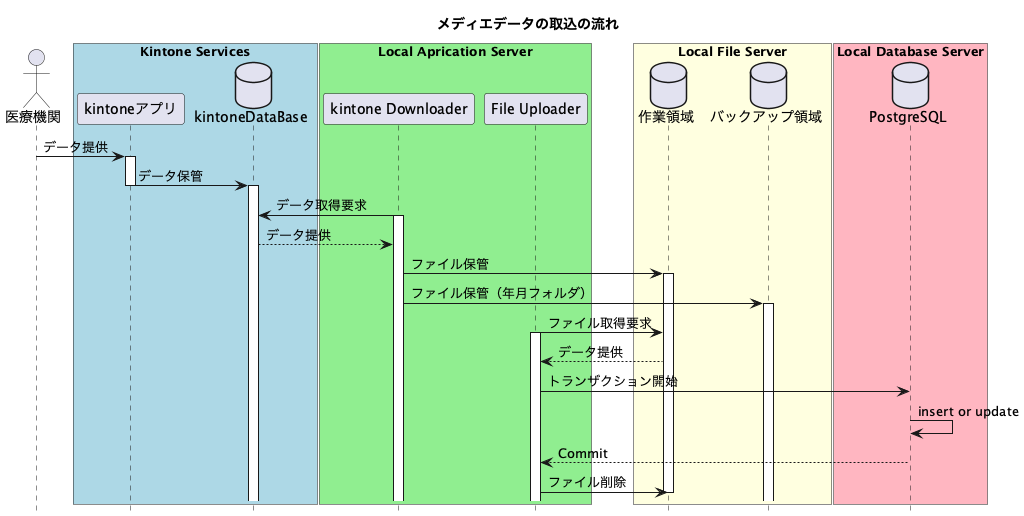 メディエデータの取込の流れ
Kintone Services
Local Aprication Server
Local File Server
Local Database Server
医療機関
kintoneアプリ
kintoneDataBase
kintone Downloader
File Uploader
作業領域
バックアップ領域
PostgreSQL
データ提供
データ保管
データ取得要求
データ提供
ファイル保管
ファイル保管（年月フォルダ）
ファイル取得要求
データ提供
トランザクション開始
insert or update
Commit
ファイル削除